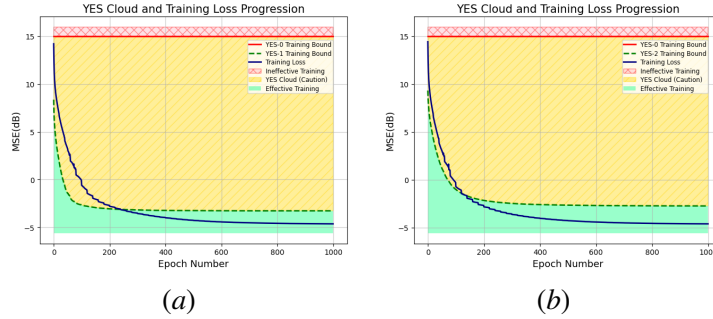 YES Cloud and Training Loss Progression
15
10
5
0
−5
MSE(dB)
YES-0 Training Bound
YES-1 Training Bound
Training Loss
Ineffective Training
YES Cloud (Caution)
Effective Training
0 200 400 600 800 1000
Epoch Number
(a)
YES Cloud and Training Loss Progression
15
10
5
0
−5
MSE(dB)
YES-0 Training Bound
YES-2 Training Bound
Training Loss
Ineffective Training
YES Cloud (Caution)
Effective Training
0 200 400 600 800 1000
Epoch Number
(b)